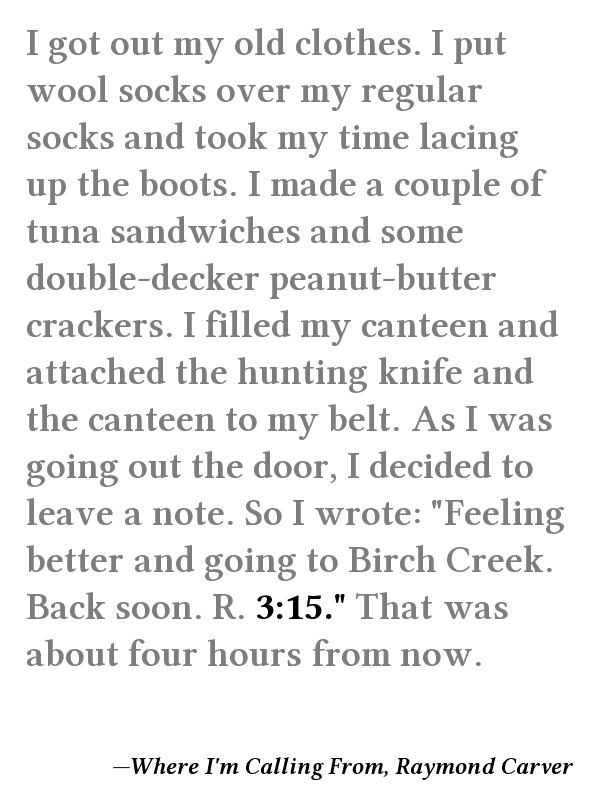 I got out my old clothes. I put
wool socks over my regular
socks and took my time lacing
up the boots. I made a couple of
tuna sandwiches and some
double-decker peanut-butter
crackers. I filled my canteen and
attached the hunting knife and
the canteen to my belt. As I was
going out the door, I decided to
leave a note. So I wrote: "Feeling
better and going to Birch Creek.
Back soon. R. 3:15." That was
about four hours from now.
—Where I'm Calling From, Raymond Carver